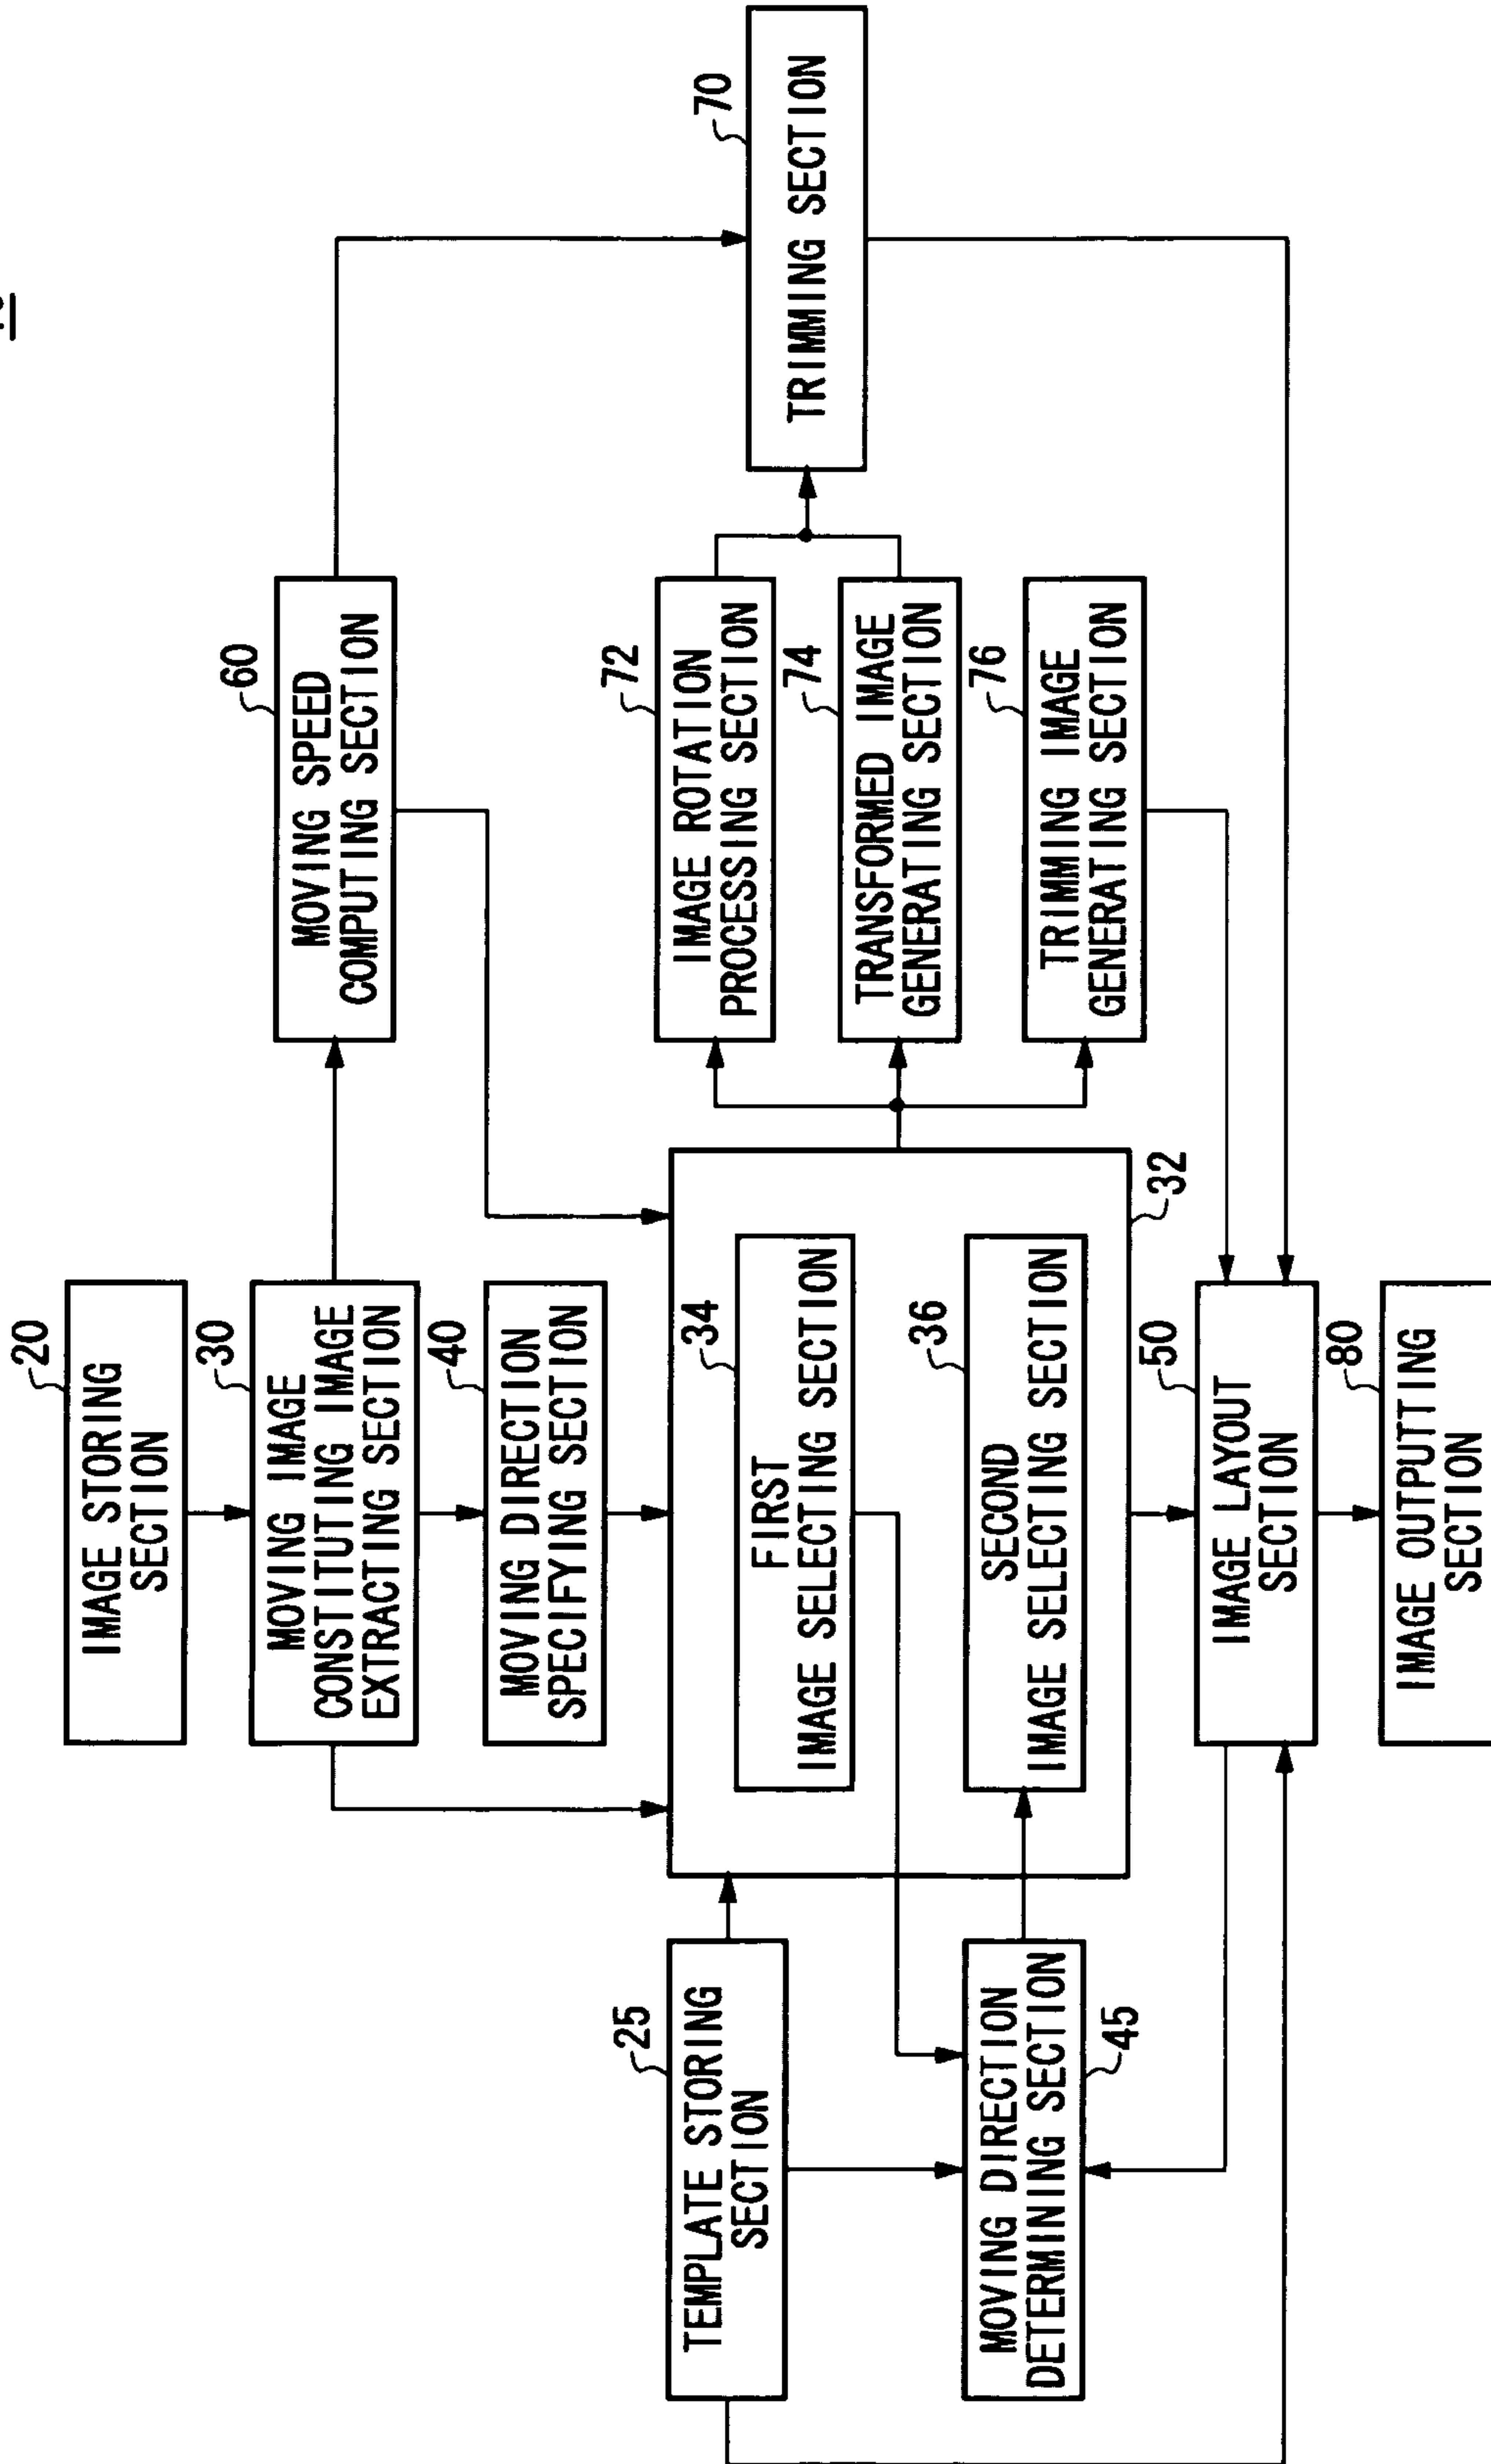 20
IMAGE STORING
SECTION
30
MOVING IMAGE
CONSTITUTING IMAGE
EXTRACTING SECTION
60
MOVING SPEED
COMPUTING SECTION
40
MOVING DIRECTION
SPECIFYING SECTION
70
TRIMMING SECTION
25
TEMPLATE STORING
SECTION
34
FIRST
IMAGE SELECTING SECTION
72
IMAGE ROTATION
PROCESSING SECTION
74
TRANSFORMED IMAGE
GENERATING SECTION
MOVING DIRECTION
DETERMINING SECTION
45
36
SECOND
IMAGE SELECTING SECTION
32
76
TRIMMING IMAGE
GENERATING SECTION
50
IMAGE LAYOUT
SECTION
80
IMAGE OUTPUTTING
SECTION